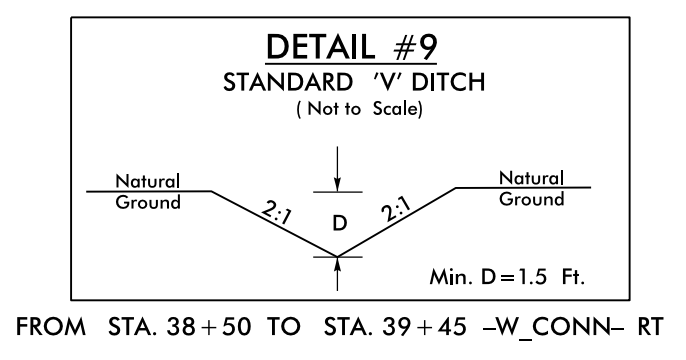 DETAIL #9
STANDARD 'V' DITCH
( Not to Scale)
Natural
Ground
2:1
D
2:1
Natural
Ground
Min. D=1.5 Ft.
FROM STA. 38+50 TO STA. 39+45 -W_CONN- RT